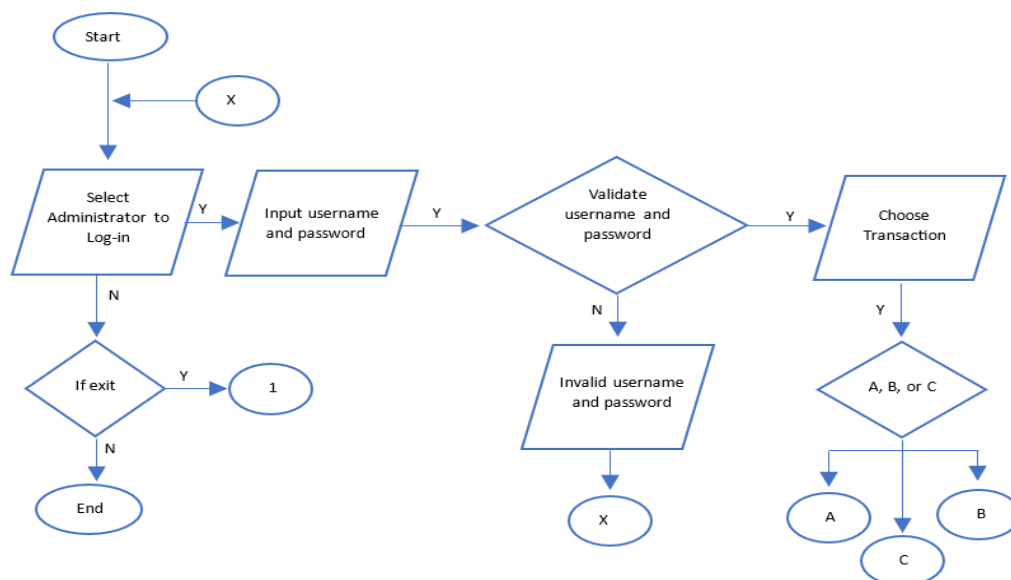 Start
X
Select
Administrator to
Log-in
Y
Input username
and password
Y
Validate
username and
password
Y
Choose
Transaction
N
N
Y
If exit
Y
1
Invalid username
and password
A, B, or C
N
End
X
A
B
C